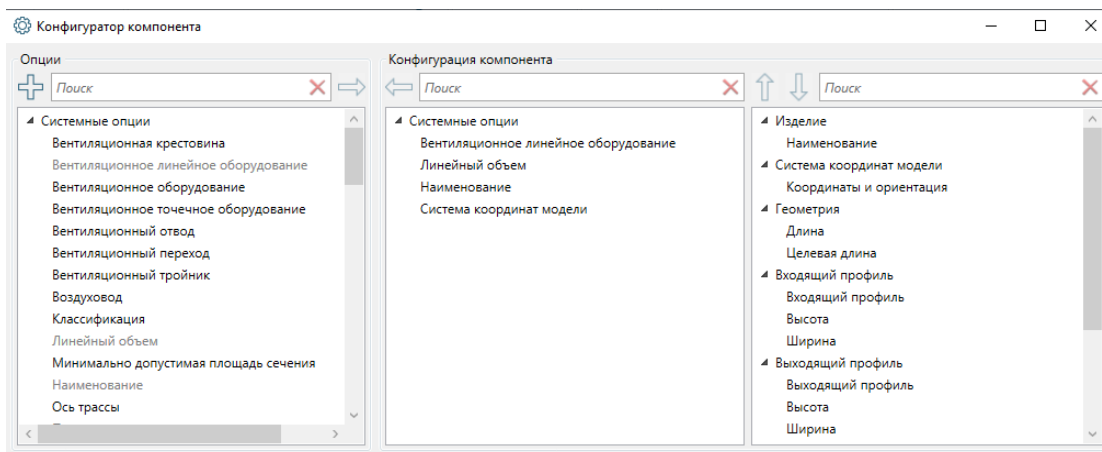 Конфигуратор компонента
Опции
Поиск
Системные опции
Вентиляционная крестовина
Вентиляционное линейное оборудование
Вентиляционное оборудование
Вентиляционное точечное оборудование
Вентиляционный отвод
Вентиляционный переход
Вентиляционный тройник
Воздуховод
Классификация
Линейный объем
Минимально допустимая площадь сечения
Наименование
Ось трассы
Конфигурация компонента
Поиск
Системные опции
Вентиляционное линейное оборудование
Линейный объем
Наименование
Система координат модели
Поиск
Изделие
Наименование
Система координат модели
Координаты и ориентация
Геометрия
Длина
Целевая длина
Входящий профиль
Входящий профиль
Высота
Ширина
Выходящий профиль
Выходящий профиль
Высота
Ширина